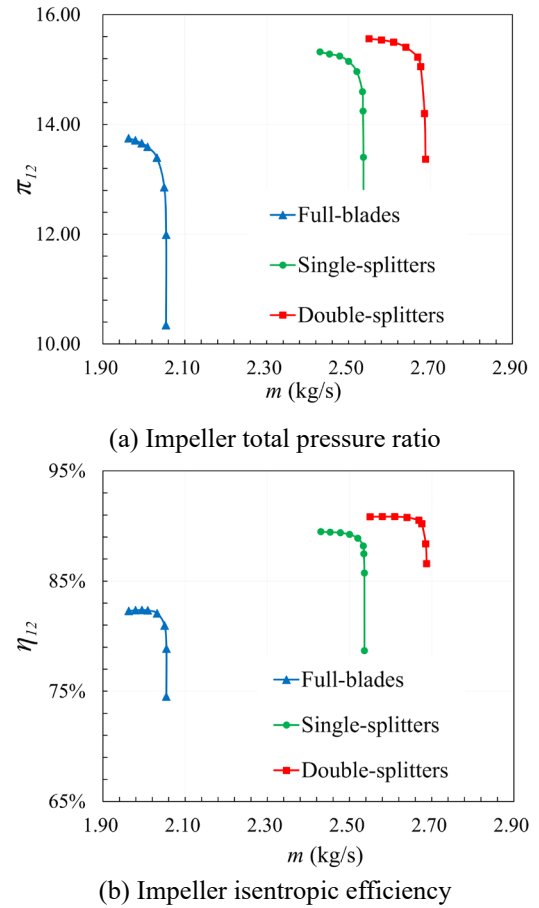 16.00
14.00
12.00
10.00
π12
Full-blades
Single-splitters
Double-splitters
1.90 2.10 2.30 2.50 2.70 2.90
m (kg/s)
(a) Impeller total pressure ratio
95%
85%
75%
65%
η12
Full-blades
Single-splitters
Double-splitters
1.90 2.10 2.30 2.50 2.70 2.90
m (kg/s)
(b) Impeller isentropic efficiency